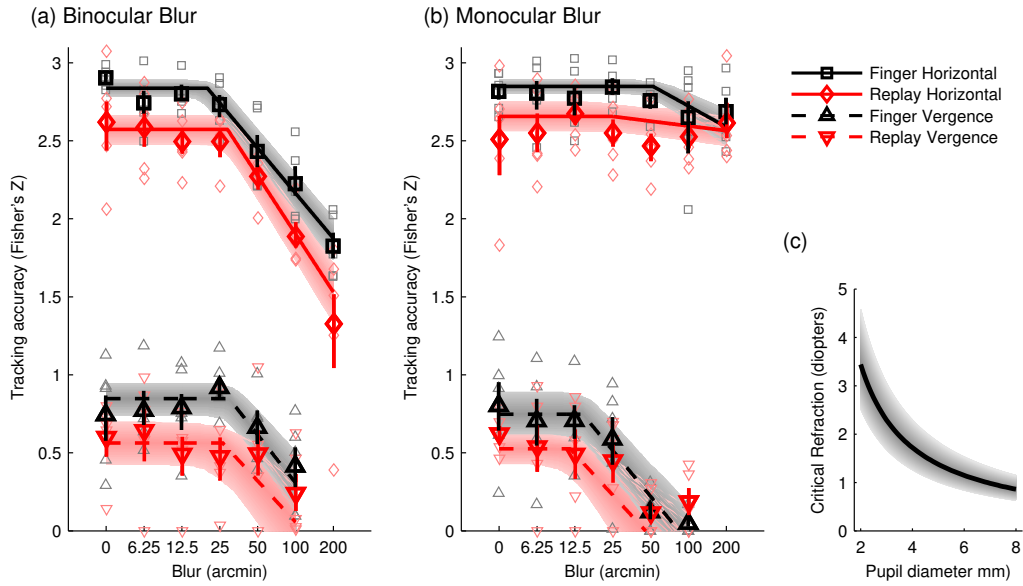 (a) Binocular Blur
Tracking accuracy (Fisher's Z)
3
2.5
2
1.5
1
0.5
0
0 6.25 12.5 25 50 100 200
Blur (arcmin)
(b) Monocular Blur
Tracking accuracy (Fisher's Z)
3
2.5
2
1.5
1
0.5
0
0 6.25 12.5 25 50 100 200
Blur (arcmin)
Finger Horizontal
Replay Horizontal
Finger Vergence
Replay Vergence
(c)
Critical Refraction (diopters)
5
4
3
2
1
0
2 4 6 8
Pupil diameter mm)